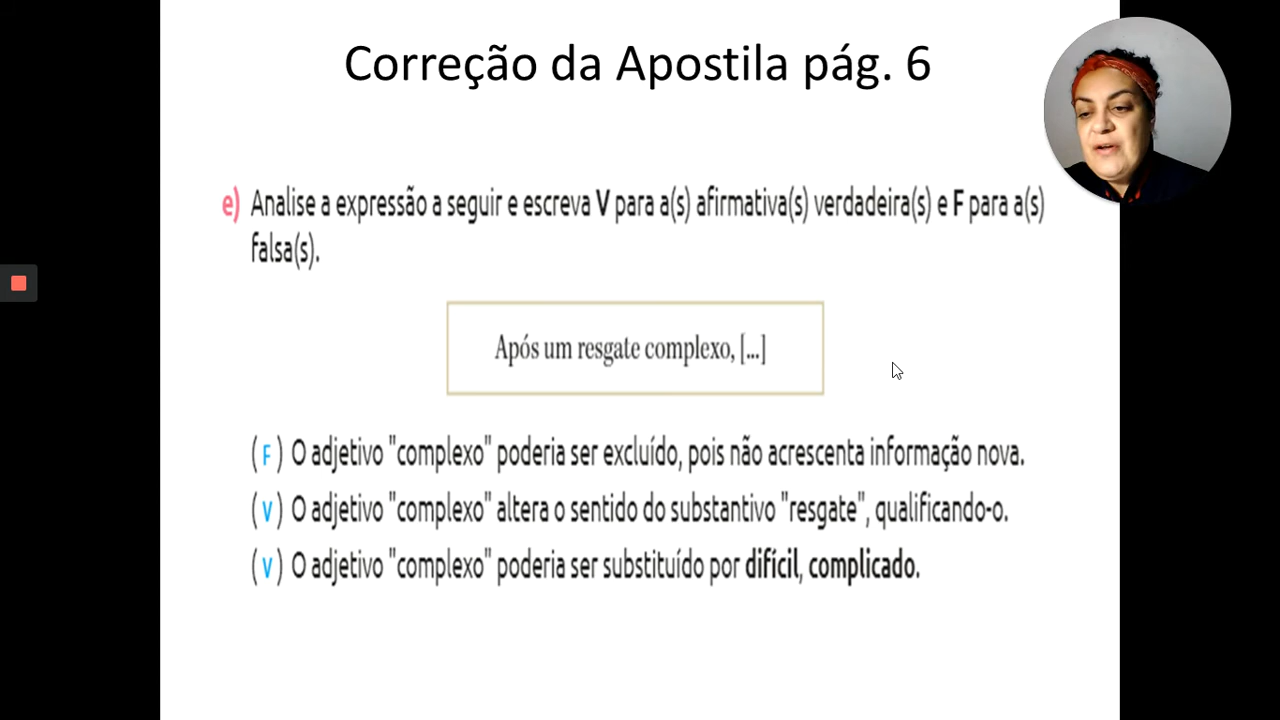 Correção da Apostila pág. 6
e) Analise a expressão a seguir e escreva V para a(s) afirmativa(s) verdadeira(s) e F para a(s)
falsa(s).
Após um resgate complexo, [...]
( F ) O adjetivo "complexo" poderia ser excluído, pois não acrescenta informação nova.
( V ) O adjetivo "complexo" altera o sentido do substantivo "resgate", qualificando-o.
( V ) O adjetivo "complexo" poderia ser substituído por difícil, complicado.